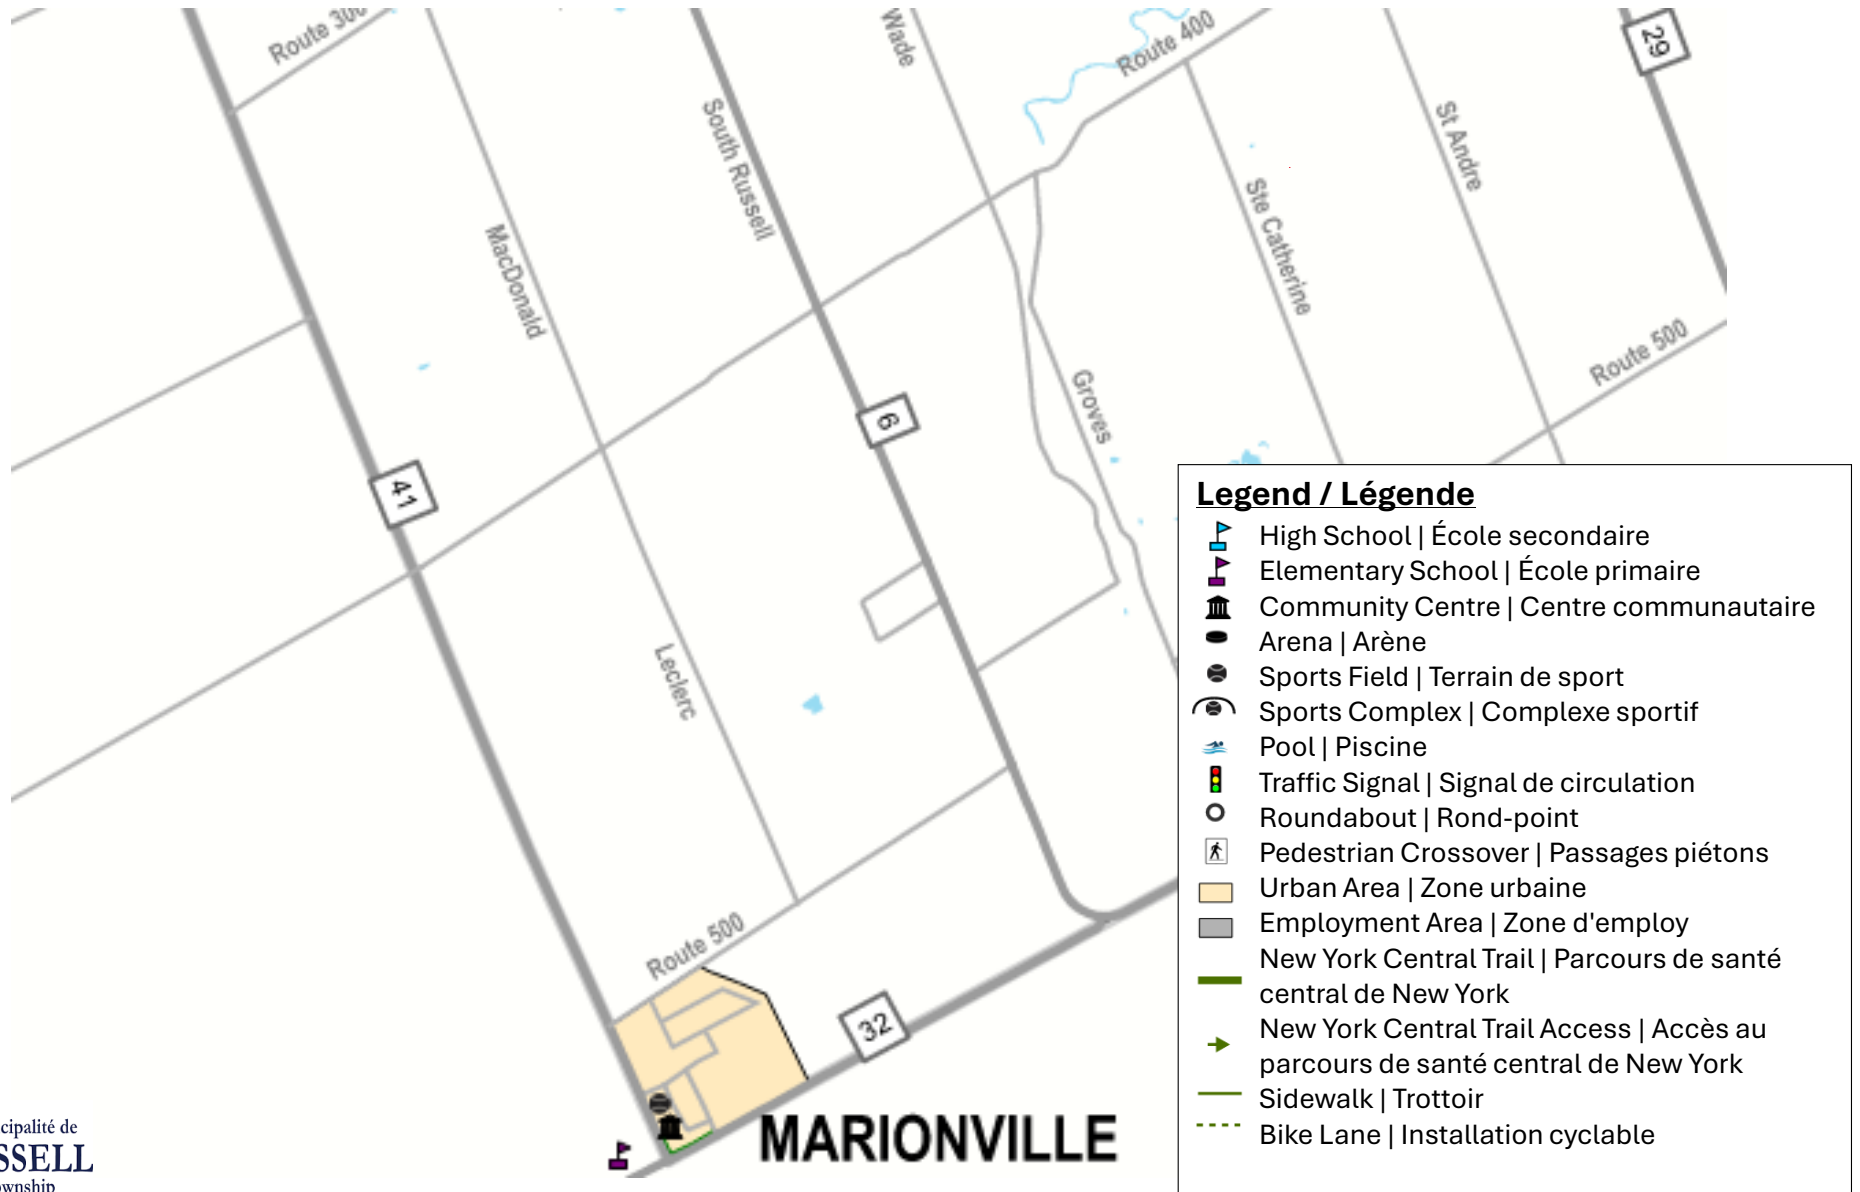 Route 300
Wade
Route 400
29
South Russell
St Andre
Ste Catherine
MacDonald
Route 500
Groves
6
41
Leclerc
Route 500
32
MARIONVILLE
Legend / Légende
High School | École secondaire
Elementary School | École primaire
Community Centre | Centre communautaire
Arena | Arène
Sports Field | Terrain de sport
Sports Complex | Complexe sportif
Pool | Piscine
Traffic Signal | Signal de circulation
Roundabout | Rond-point
Pedestrian Crossover | Passages piétons
Urban Area | Zone urbaine
Employment Area | Zone d'employ
New York Central Trail | Parcours de santé
central de New York
New York Central Trail Access | Accès au
parcours de santé central de New York
Sidewalk | Trottoir
Bike Lane | Installation cyclable
cipalité de
SSELL
wnship